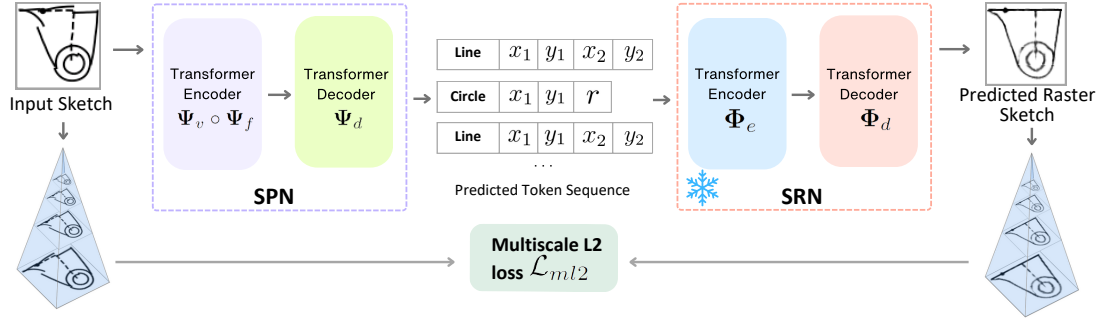 Input Sketch
Transformer
Encoder
Ψ_v ∘ Ψ_f
Transformer
Decoder
Ψ_d
SPN
Line x_1 y_1 x_2 y_2
Circle x_1 y_1 r
Line x_1 y_1 x_2 y_2
...
Predicted Token Sequence
Transformer
Encoder
Φ_e
Transformer
Decoder
Φ_d
SRN
Predicted Raster
Sketch
Multiscale L2
loss ℒ_{ml2}